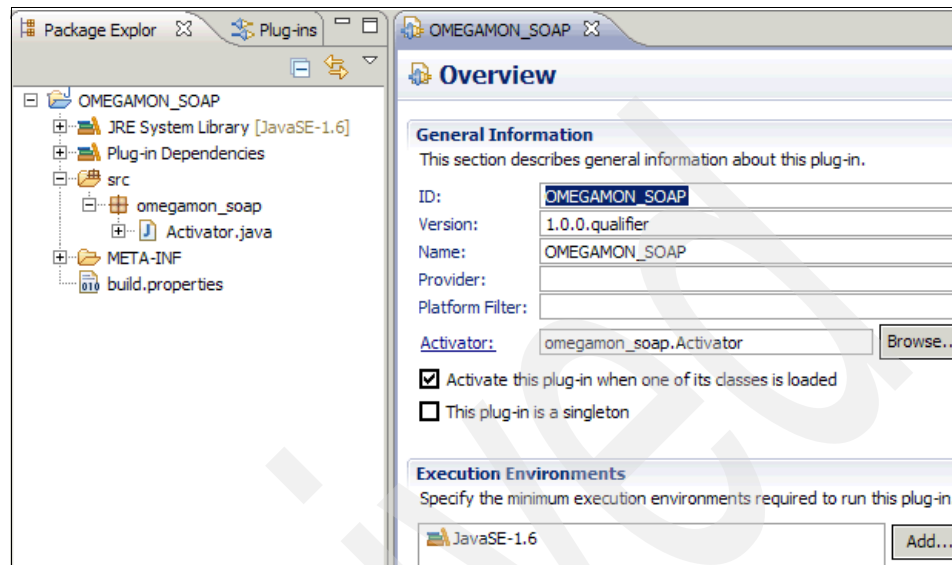 Package Explor
Plug-ins
OMEGAMON_SOAP
JRE System Library [JavaSE-1.6]
Plug-in Dependencies
src
omegamon_soap
Activator.java
META-INF
build.properties
OMEGAMON_SOAP
Overview
General Information
This section describes general information about this plug-in.
ID: OMEGAMON_SOAP
Version: 1.0.0.qualifier
Name: OMEGAMON_SOAP
Provider:
Platform Filter:
Activator: omegamon_soap.Activator Browse..
Activate this plug-in when one of its classes is loaded
This plug-in is a singleton
Execution Environments
Specify the minimum execution environments required to run this plug-in
JavaSE-1.6
Add...